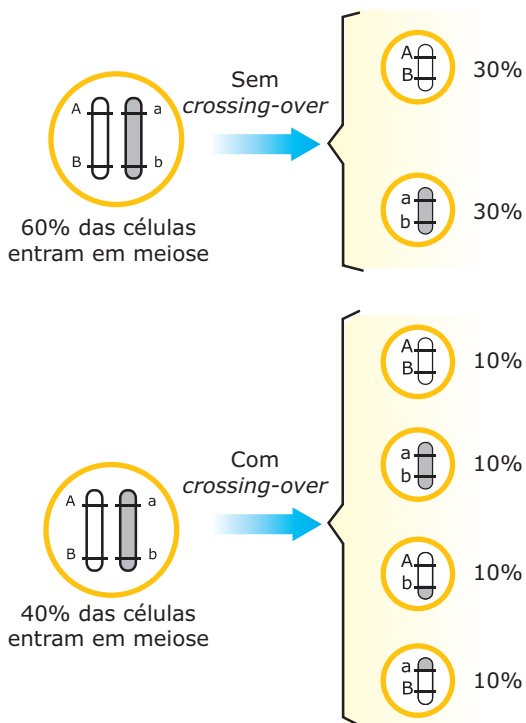 A a
B b
60% das células
entram em meiose
Sem
crossing-over
A
B
30%
a
b
30%
A a
B b
40% das células
entram em meiose
Com
crossing-over
A
B
10%
a
b
10%
A
b
10%
a
B
10%